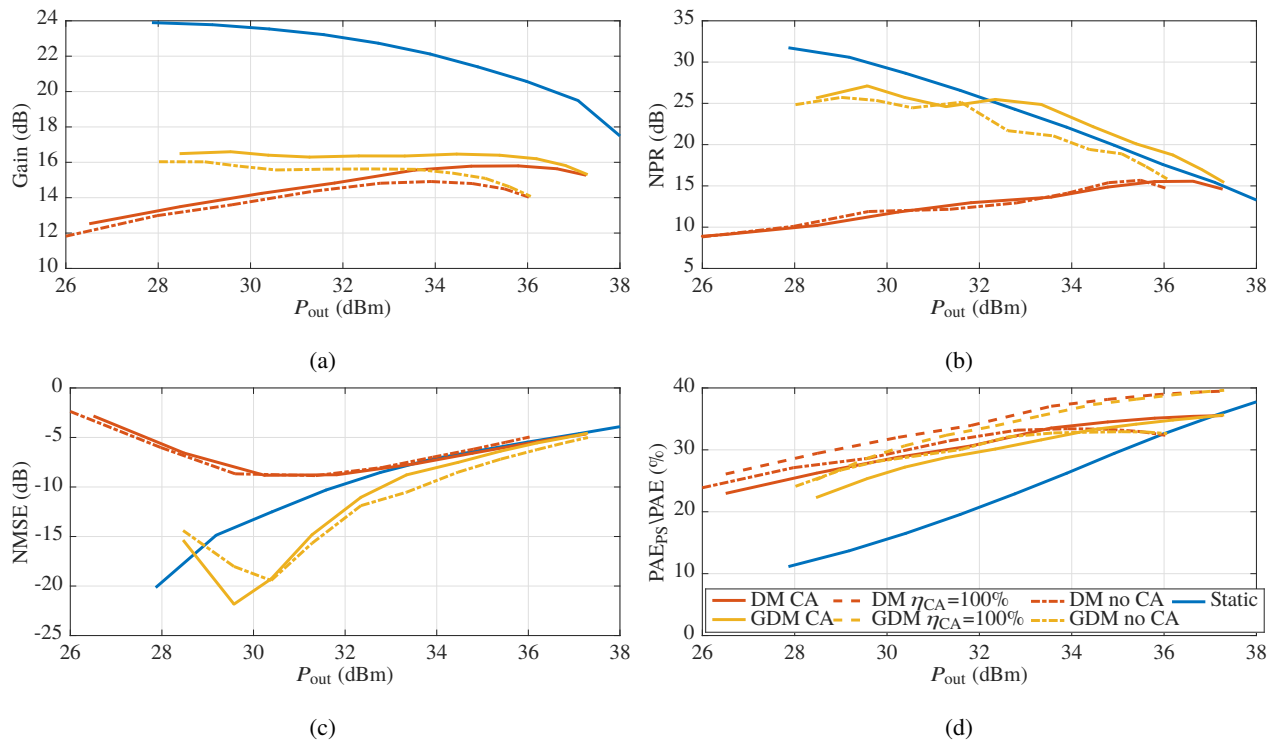 24
22
20
18
16
14
12
10
Gain (dB)
26 28 30 32 34 36 38
P_out (dBm)
(a)
35
30
25
20
15
10
5
NPR (dB)
26 28 30 32 34 36 38
P_out (dBm)
(b)
0
-5
-10
-15
-20
-25
NMSE (dB)
26 28 30 32 34 36 38
P_out (dBm)
(c)
40
30
20
10
0
PAE_PS\PAE (%)
DM CA DM η_CA=100% DM no CA Static
GDM CA GDM η_CA=100% GDM no CA
26 28 30 32 34 36 38
P_out (dBm)
(d)